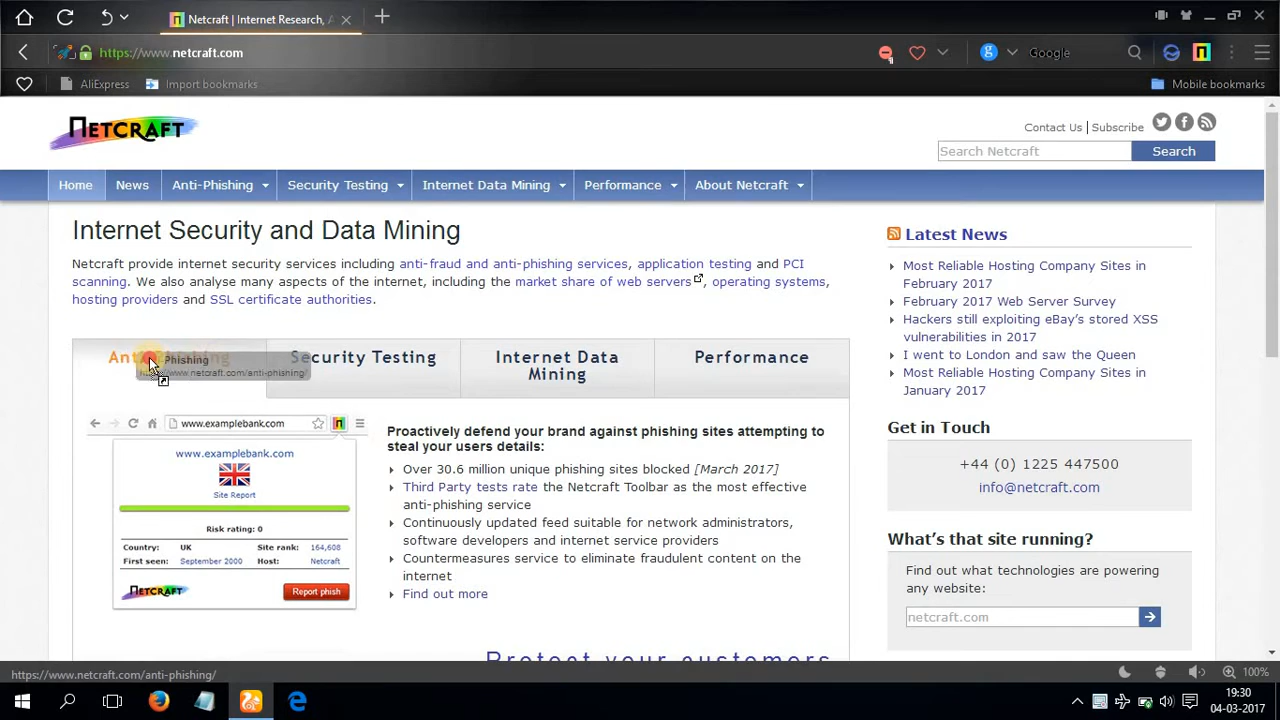 Netcraft | Internet Research, A
https://www.netcraft.com
Google
AliExpress
Import bookmarks
Mobile bookmarks
NETCRAFT
Contact Us | Subscribe
Search Netcraft
Search
Home
News
Anti-Phishing
Security Testing
Internet Data Mining
Performance
About Netcraft
Internet Security and Data Mining
Netcraft provide internet security services including anti-fraud and anti-phishing services, application testing and PCI
scanning. We also analyse many aspects of the internet, including the market share of web servers, operating systems,
hosting providers and SSL certificate authorities.
Phishing
www.netcraft.com/anti-phishing/
Security Testing
Internet Data
Mining
Performance
www.examplebank.com
www.examplebank.com
Site Report
Risk rating: 0
Country: UK Site rank: 164,608
First seen: September 2000 Host: Netcraft
NETCRAFT
Report phish
Proactively defend your brand against phishing sites attempting to
steal your users details:
Over 30.6 million unique phishing sites blocked [March 2017]
Third Party tests rate the Netcraft Toolbar as the most effective
anti-phishing service
Continuously updated feed suitable for network administrators,
software developers and internet service providers
Countermeasures service to eliminate fraudulent content on the
internet
Find out more
Protect your customers
Latest News
Most Reliable Hosting Company Sites in
February 2017
February 2017 Web Server Survey
Hackers still exploiting eBay's stored XSS
vulnerabilities in 2017
I went to London and saw the Queen
Most Reliable Hosting Company Sites in
January 2017
Get in Touch
+44 (0) 1225 447500
info@netcraft.com
What's that site running?
Find out what technologies are powering
any website:
netcraft.com
https://www.netcraft.com/anti-phishing/
100%
19:30
04-03-2017